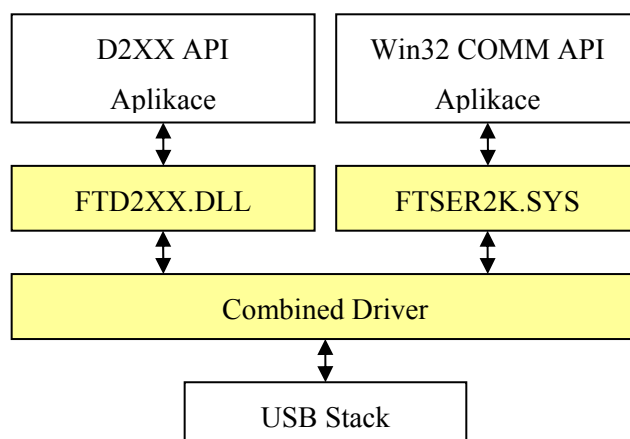 D2XX API
Aplikace
Win32 COMM API
Aplikace
FTD2XX.DLL
FTSER2K.SYS
Combined Driver
USB Stack